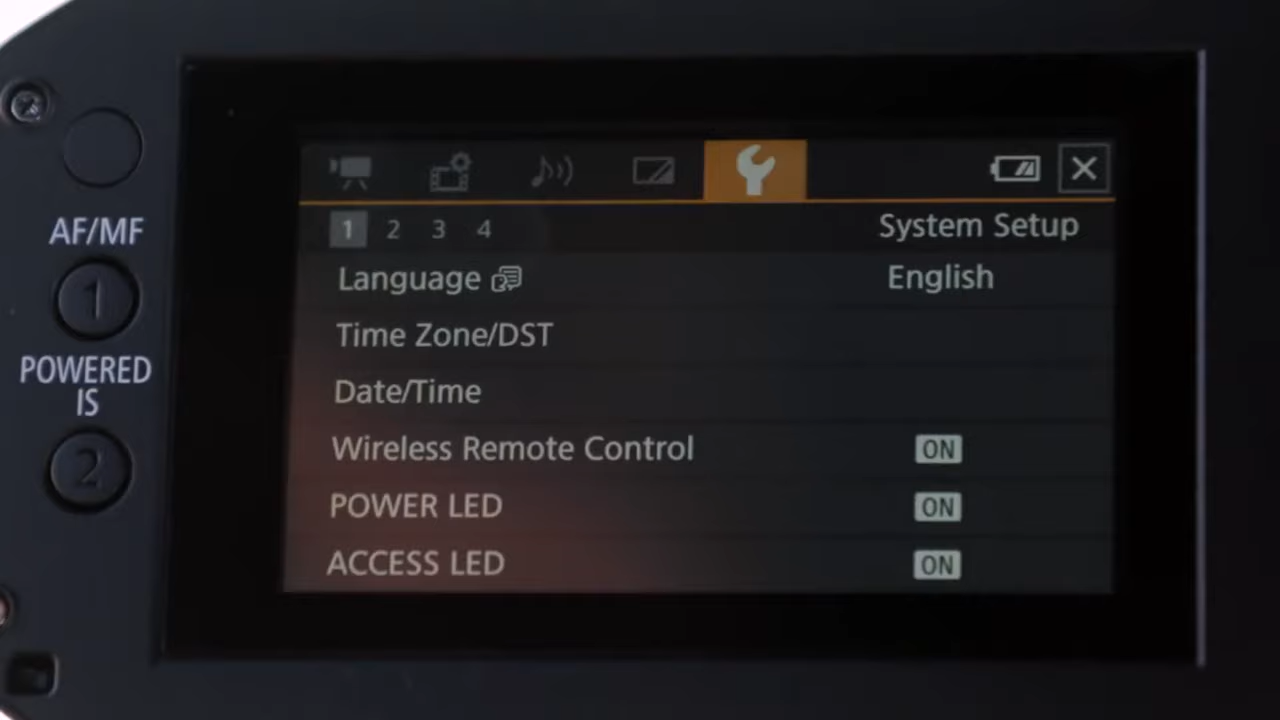 AF/MF
1
POWERED
IS
2
1 2 3 4 System Setup
Language English
Time Zone/DST
Date/Time
Wireless Remote Control ON
POWER LED ON
ACCESS LED ON